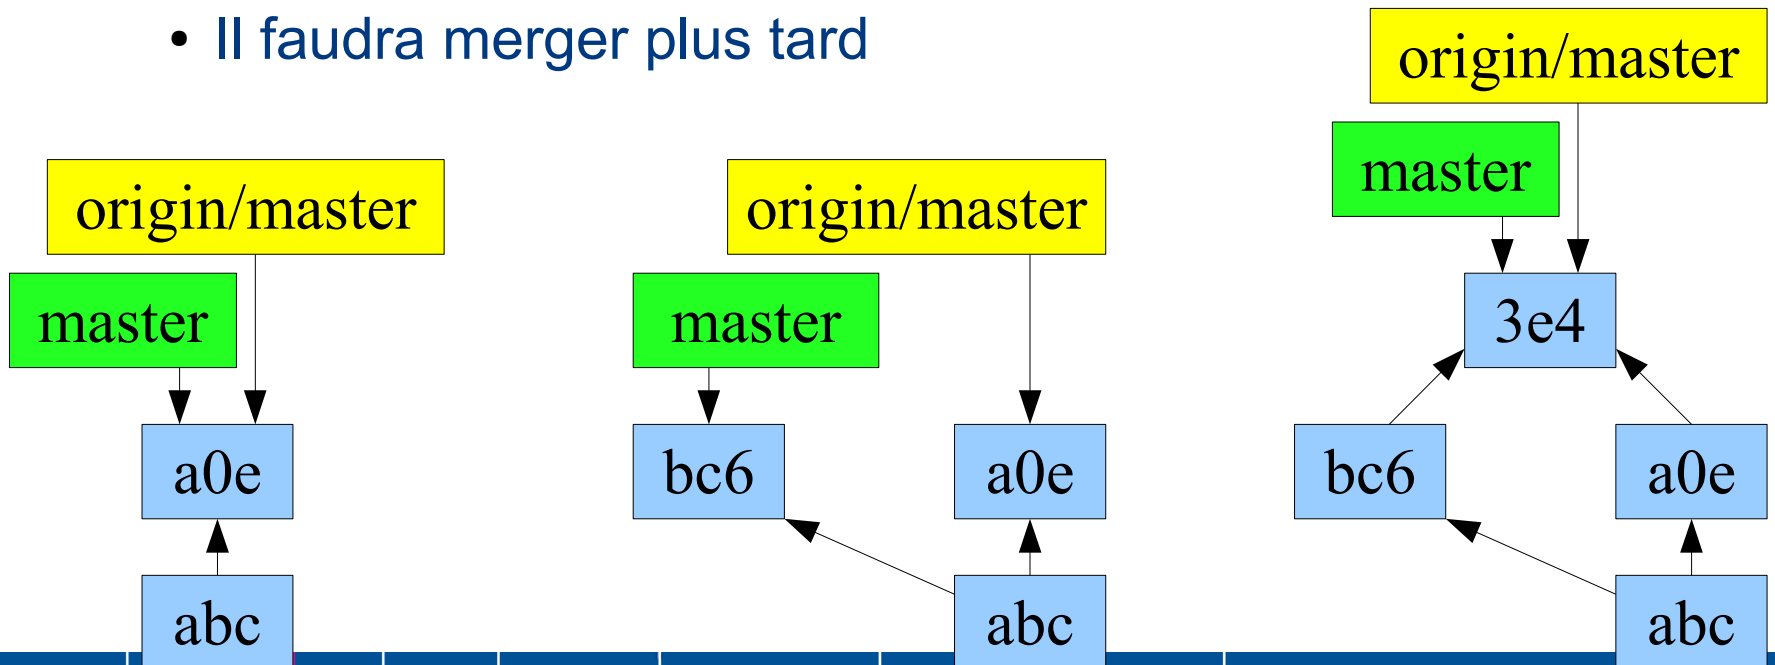 • Il faudra merger plus tard
origin/master
master
a0e
abc
origin/master
master
bc6 a0e
abc
origin/master
master
3e4
bc6 a0e
abc